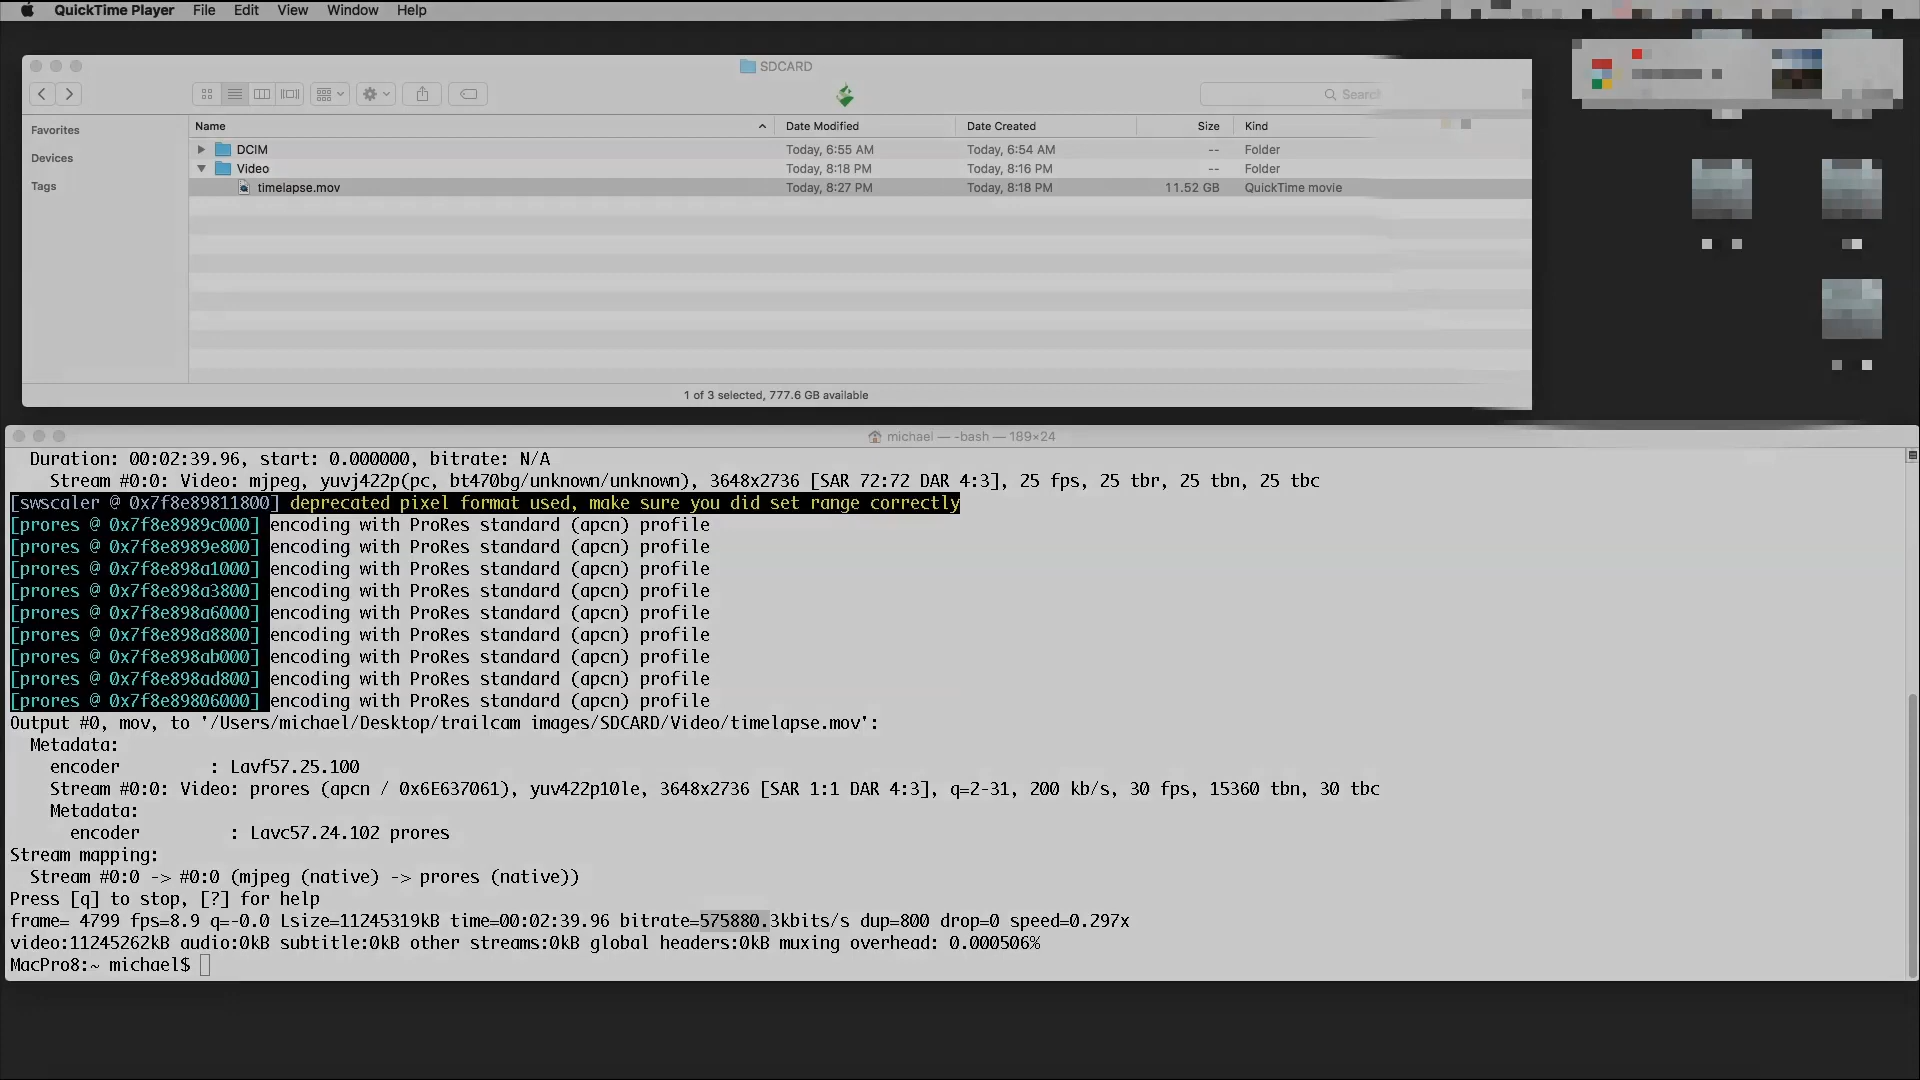 QuickTime Player File Edit View Window Help
SDCARD
Search
Favorites
Devices
Tags
Name Date Modified Date Created Size Kind
DCIM Today, 6:55 AM Today, 6:54 AM -- Folder
Video Today, 8:18 PM Today, 8:16 PM -- Folder
timelapse.mov Today, 8:27 PM Today, 8:18 PM 11.52 GB QuickTime movie
1 of 3 selected, 777.6 GB available
michael — -bash — 189×24
Duration: 00:02:39.96, start: 0.000000, bitrate: N/A
Stream #0:0: Video: mjpeg, yuvj422p(pc, bt470bg/unknown/unknown), 3648x2736 [SAR 72:72 DAR 4:3], 25 fps, 25 tbr, 25 tbn, 25 tbc
[swscaler @ 0x7f8e89811800] deprecated pixel format used, make sure you did set range correctly
[prores @ 0x7f8e8989c000] encoding with ProRes standard (apcn) profile
[prores @ 0x7f8e8989e800] encoding with ProRes standard (apcn) profile
[prores @ 0x7f8e898a1000] encoding with ProRes standard (apcn) profile
[prores @ 0x7f8e898a3800] encoding with ProRes standard (apcn) profile
[prores @ 0x7f8e898a6000] encoding with ProRes standard (apcn) profile
[prores @ 0x7f8e898a8800] encoding with ProRes standard (apcn) profile
[prores @ 0x7f8e898ab000] encoding with ProRes standard (apcn) profile
[prores @ 0x7f8e898ad800] encoding with ProRes standard (apcn) profile
[prores @ 0x7f8e89806000] encoding with ProRes standard (apcn) profile
Output #0, mov, to '/Users/michael/Desktop/trailcam images/SDCARD/Video/timelapse.mov':
Metadata:
encoder : Lavf57.25.100
Stream #0:0: Video: prores (apcn / 0x6E637061), yuv422p10le, 3648x2736 [SAR 1:1 DAR 4:3], q=2-31, 200 kb/s, 30 fps, 15360 tbn, 30 tbc
Metadata:
encoder : Lavc57.24.102 prores
Stream mapping:
Stream #0:0 -> #0:0 (mjpeg (native) -> prores (native))
Press [q] to stop, [?] for help
frame= 4799 fps=8.9 q=-0.0 Lsize=11245319kB time=00:02:39.96 bitrate=575880.3kbits/s dup=800 drop=0 speed=0.297x
video:11245262kB audio:0kB subtitle:0kB other streams:0kB global headers:0kB muxing overhead: 0.000506%
MacPro8:~ michael$